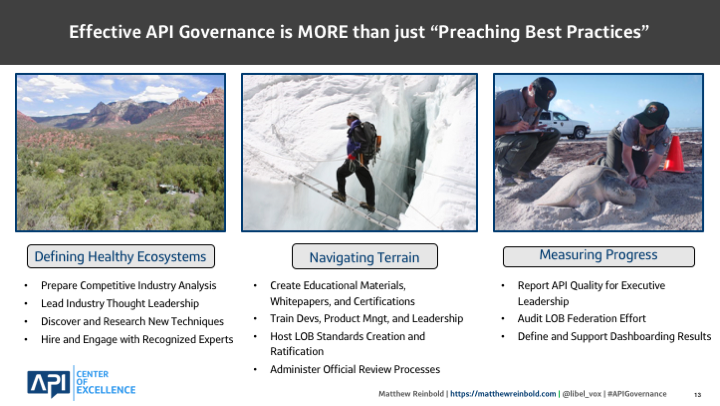 Effective API Governance is MORE than just “Preaching Best Practices”
Defining Healthy Ecosystems
• Prepare Competitive Industry Analysis
• Lead Industry Thought Leadership
• Discover and Research New Techniques
• Hire and Engage with Recognized Experts
Navigating Terrain
• Create Educational Materials,
Whitepapers, and Certifications
• Train Devs, Product Mngt, and Leadership
• Host LOB Standards Creation and
Ratification
• Administer Official Review Processes
Measuring Progress
• Report API Quality for Executive
Leadership
• Audit LOB Federation Effort
• Define and Support Dashboarding Results
API
CENTER
OF
EXCELLENCE
Matthew Reinbold | https://matthewreinbold.com | @libel_vox | #APIGovernance
13